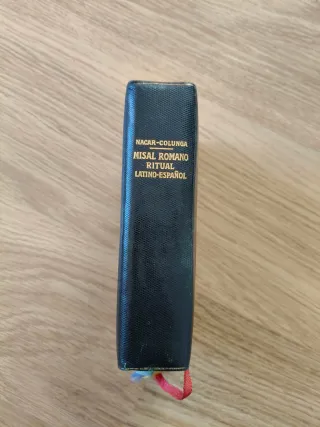 NACAR-COLUNGA
MISAL ROMANO
RITUAL
LATINO-ESPAÑOL